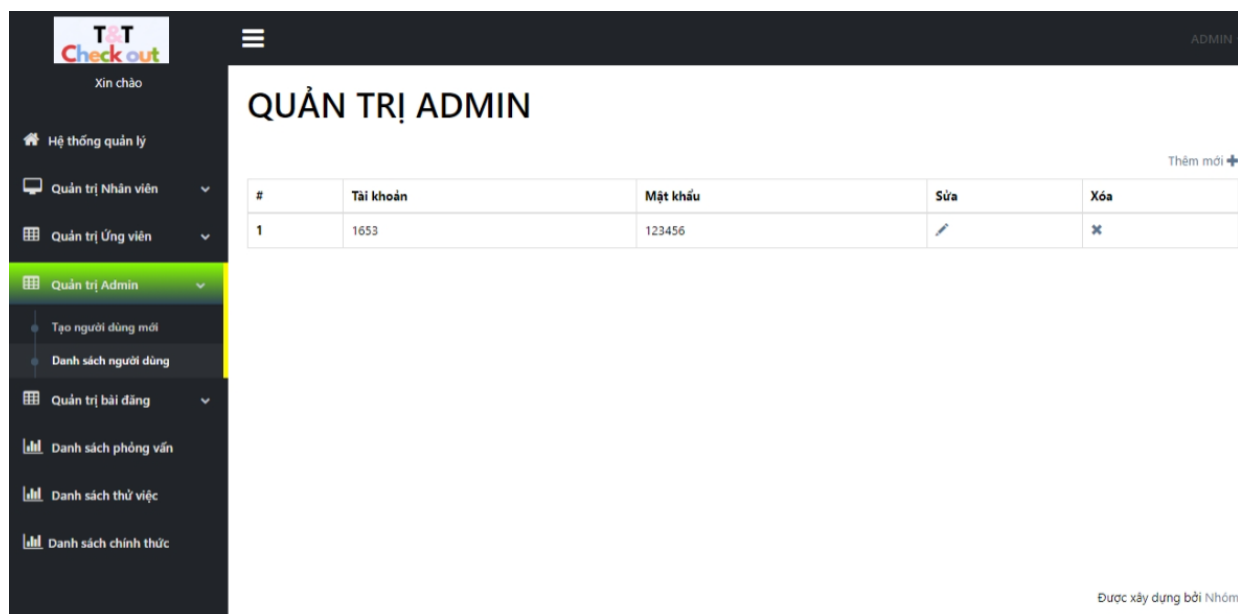 T&T
Check out
Xin chào
Hệ thống quản lý
Quản trị Nhân viên
Quản trị Ứng viên
Quản trị Admin
Tạo người dùng mới
Danh sách người dùng
Quản trị bài đăng
Danh sách phỏng vấn
Danh sách thử việc
Danh sách chính thức
ADMIN
QUẢN TRỊ ADMIN
Thêm mới
# Tài khoản Mật khẩu Sửa Xóa
1 1653 123456
Được xây dựng bởi Nhóm